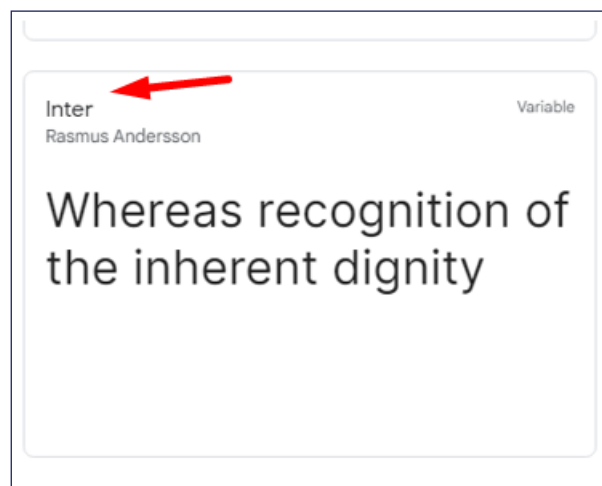 Inter
Variable
Rasmus Andersson
Whereas recognition of
the inherent dignity